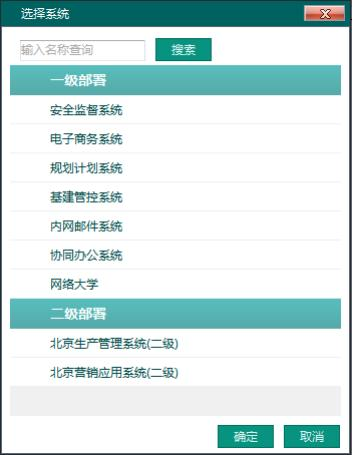 选择系统
输入名称查询 搜素
一级部署
安全监督系统
电子商务系统
规划计划系统
基建管控系统
内网邮件系统
协同办公系统
网络大学
二级部署
北京生产管理系统(二级)
北京营销应用系统(二级)
确定 取消